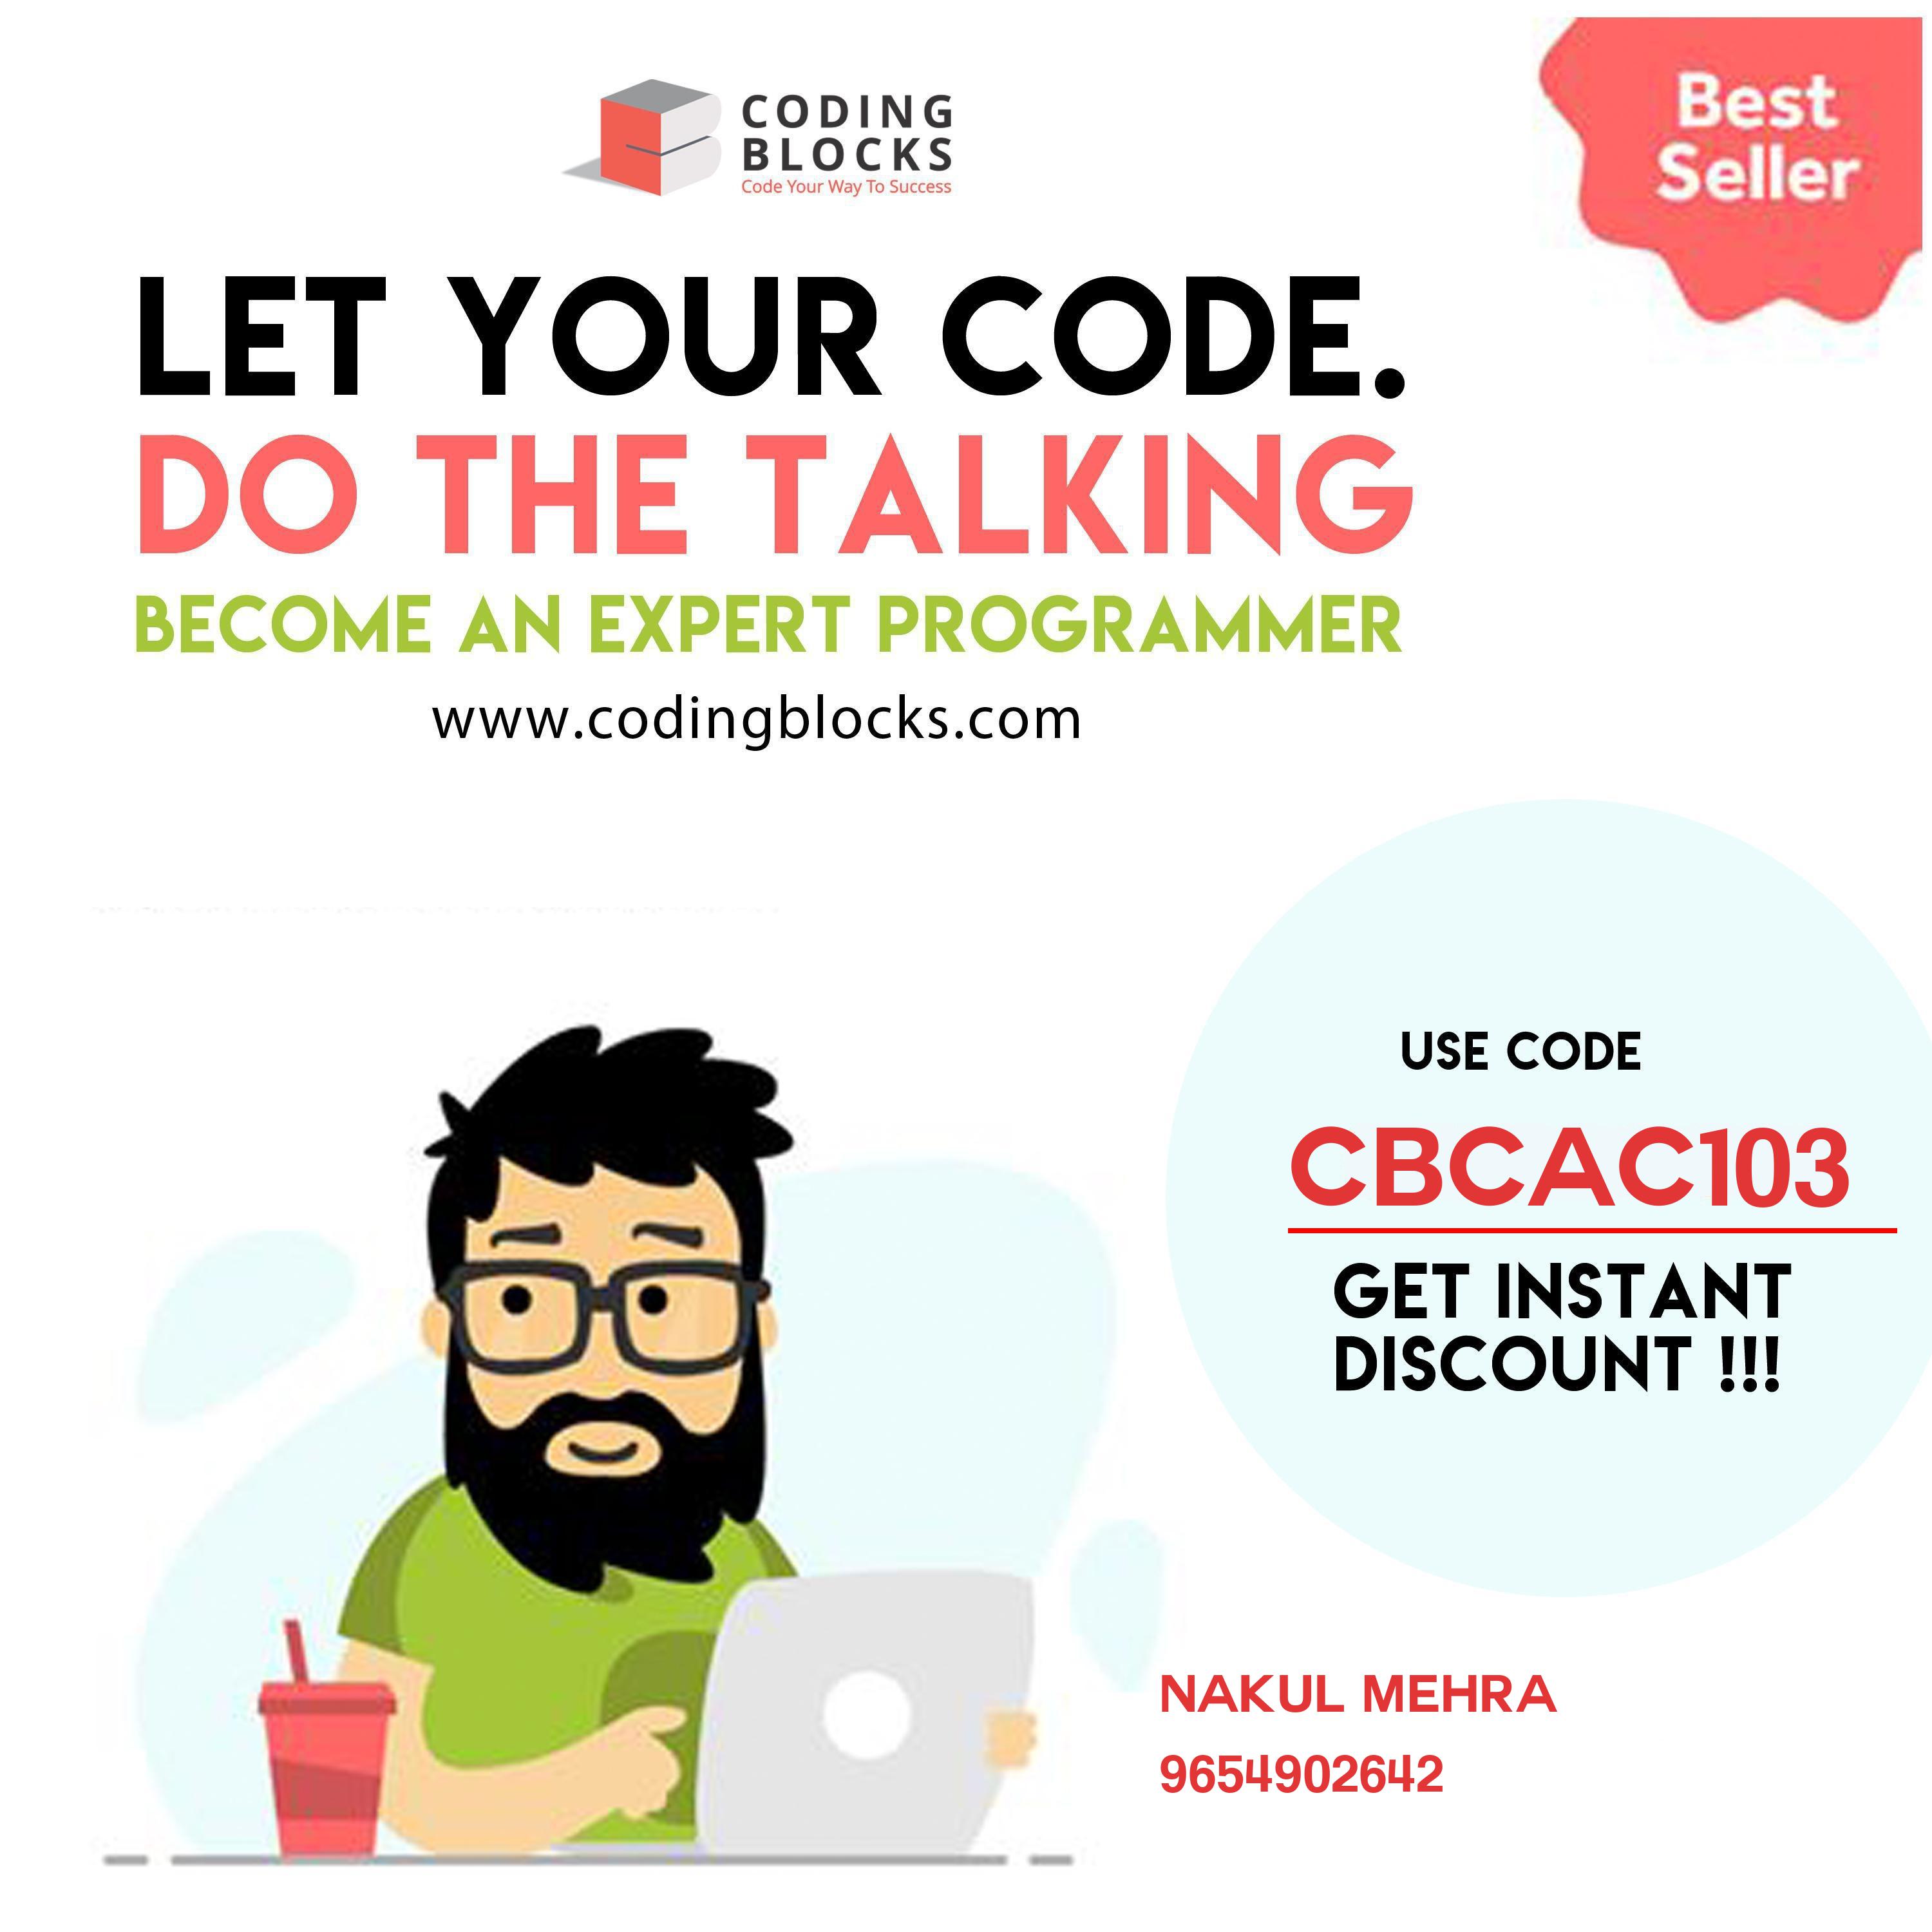 CODING
BLOCKS
Code Your Way To Success
Best
Seller
LET YOUR CODE.
DO THE TALKING
BECOME AN EXPERT PROGRAMMER
www.codingblocks.com
USE CODE
CBCAC103
GET INSTANT
DISCOUNT !!!
NAKUL MEHRA
9654902642